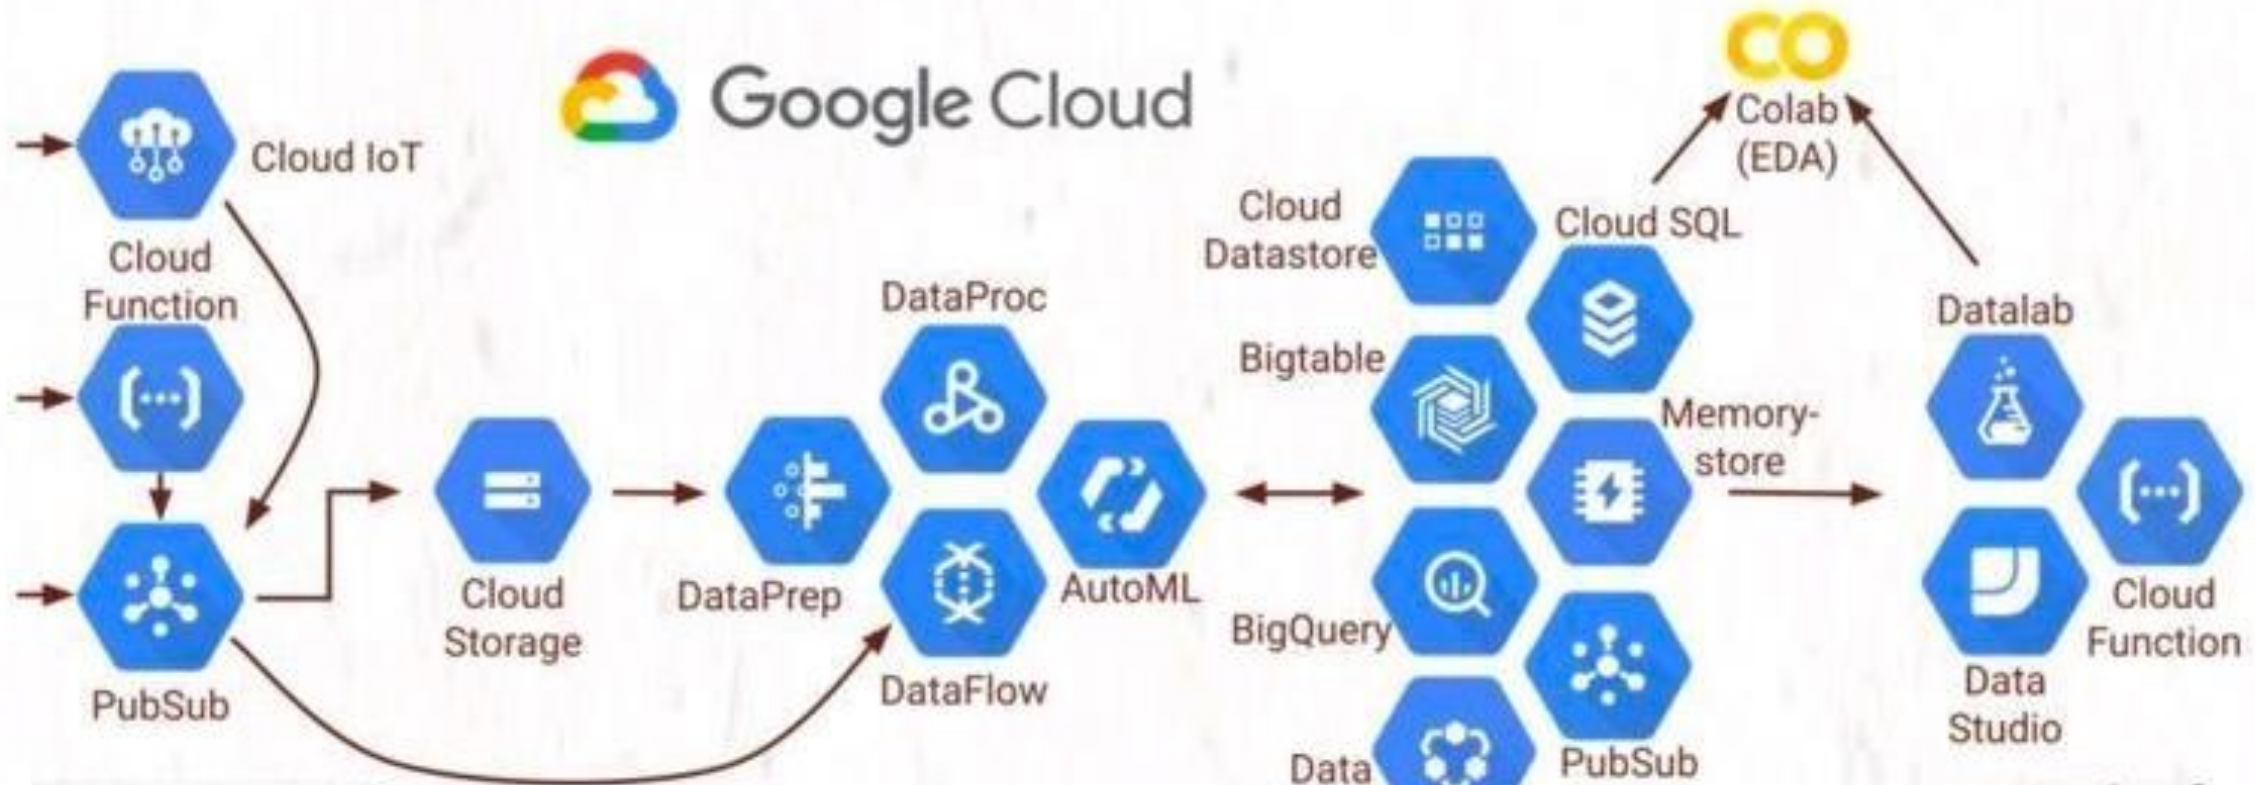 Google Cloud
CO
Colab
(EDA)
Cloud IoT
Cloud
Function
PubSub
Cloud
Storage
DataPrep
DataProc
DataFlow
AutoML
Cloud
Datastore
Cloud SQL
Bigtable
Memory-
store
BigQuery
PubSub
Data
Datalab
Cloud
Function
Data
Studio